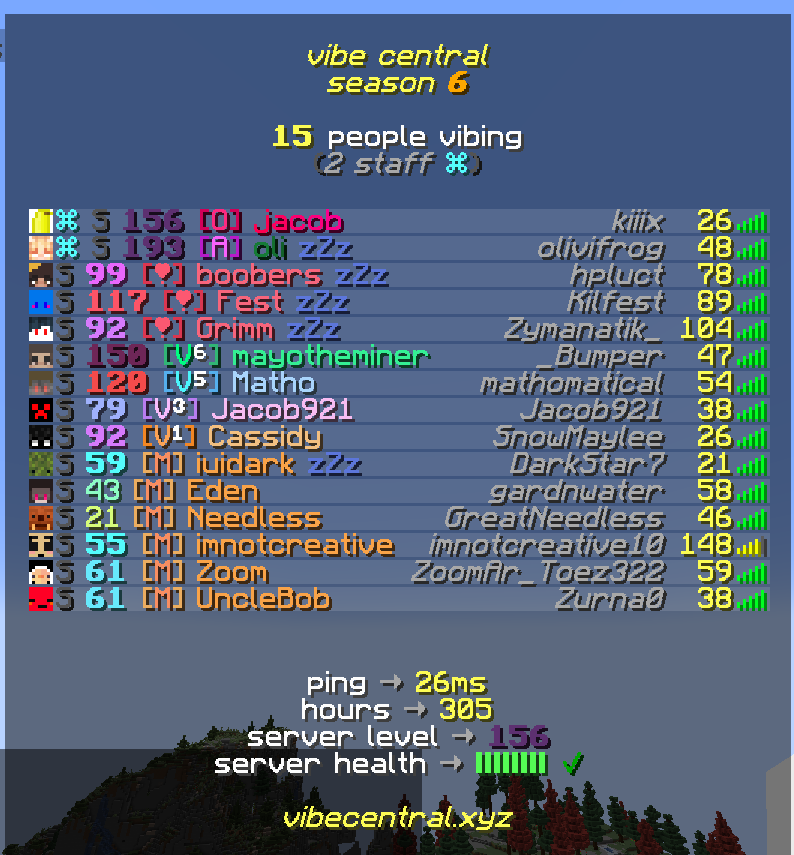 vibe central
season 6
15 people vibing
(2 staff ⌘)
⌘ S 156 [O] jacob kiiix 26
⌘ S 193 [A] oli zZz olivifrog 48
S 99 [♥] boobers zZz hpluct 78
S 117 [♥] Fest zZz Kilfest 89
S 92 [♥] Grimm zZz Zymanatik_ 104
S 150 [V⁶] mayotheminer _Bumper 47
S 120 [V⁵] Matho mathomatical 54
S 79 [V³] Jacob921 Jacob921 38
S 92 [V¹] Cassidy SnowMaylee 26
S 59 [M] iuidark zZz DarkStar7 21
S 43 [M] Eden gardnwater 58
S 21 [M] Needless GreatNeedless 46
S 55 [M] imnotcreative imnotcreative10 148
S 61 [M] Zoom ZoomAr_Toez322 59
S 61 [M] UncleBob Zurna0 38
ping → 26ms
hours → 305
server level → 156
server health → ✓
vibecentral.xyz